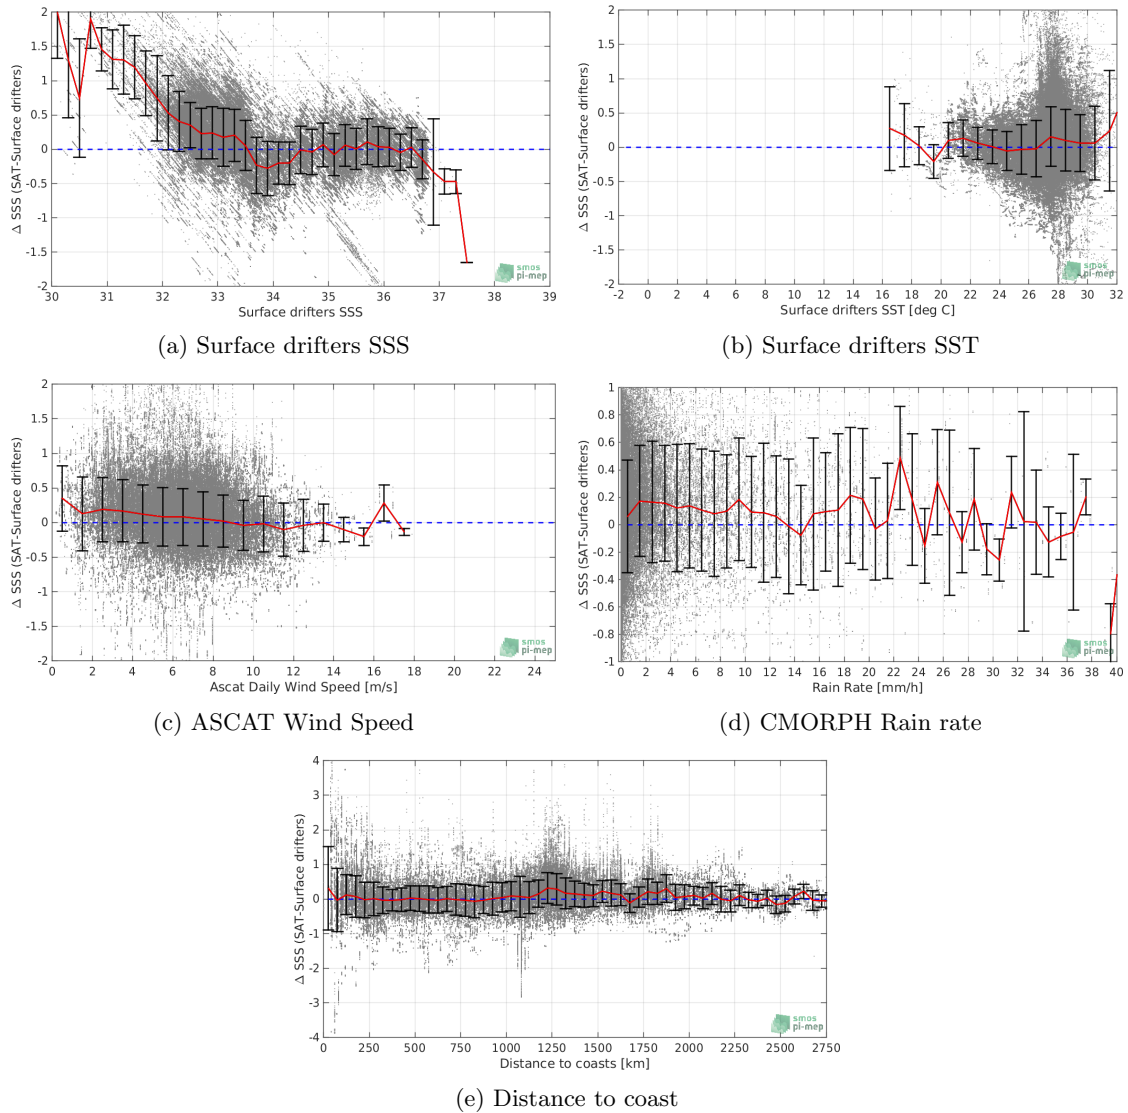 2
1.5
1
0.5
0
-0.5
-1
-1.5
-2
Δ SSS (SAT-Surface drifters)
30 31 32 33 34 35 36 37 38 39
Surface drifters SSS
smos
pi-mep
(a) Surface drifters SSS
2
1.5
1
0.5
0
-0.5
-1
-1.5
-2
Δ SSS (SAT-Surface drifters)
-2 0 2 4 6 8 10 12 14 16 18 20 22 24 26 28 30 32
Surface drifters SST [deg C]
smos
pi-mep
(b) Surface drifters SST
2
1.5
1
0.5
0
-0.5
-1
-1.5
-2
Δ SSS (SAT-Surface drifters)
2 4 6 8 10 12 14 16 18 20 22 24
Ascat Daily Wind Speed [m/s]
smos
pi-mep
(c) ASCAT Wind Speed
1
0.8
0.6
0.4
0.2
0
-0.2
-0.4
-0.6
-0.8
-1
Δ SSS (SAT-Surface drifters)
0 2 4 6 8 10 12 14 16 18 20 22 24 26 28 30 32 34 36 38 40
Rain Rate [mm/h]
smos
pi-mep
(d) CMORPH Rain rate
4
3
2
1
0
-1
-2
-3
-4
Δ SSS (SAT-Surface drifters)
0 250 500 750 1000 1250 1500 1750 2000 2250 2500 2750
Distance to coasts [km]
smos
pi-mep
(e) Distance to coast